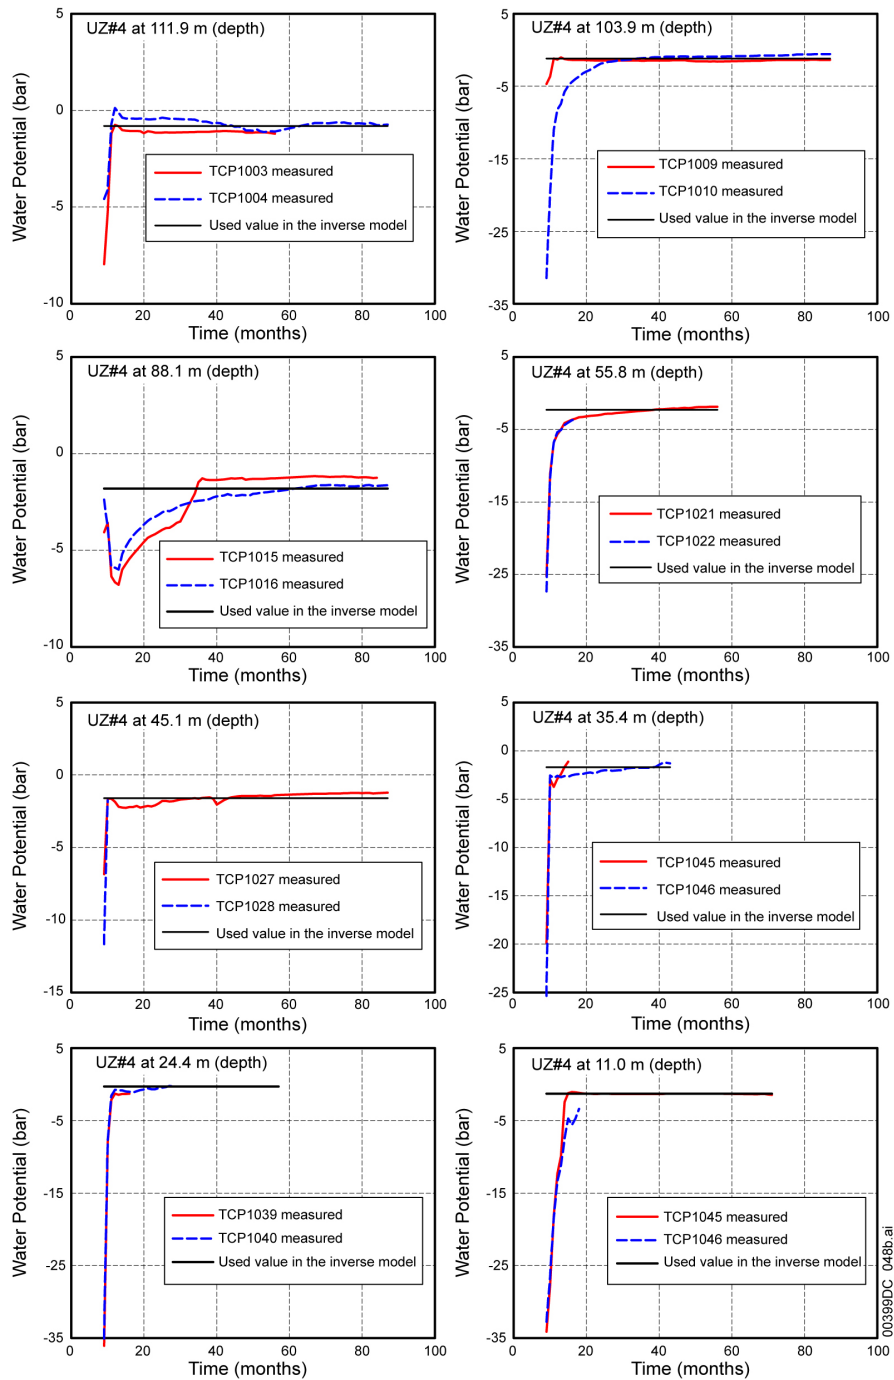 UZ#4 at 111.9 m (depth)
Water Potential (bar)
5
0
-5
-10
TCP1003 measured
TCP1004 measured
Used value in the inverse model
0 20 40 60 80 100
Time (months)
UZ#4 at 103.9 m (depth)
Water Potential (bar)
5
-5
-15
-25
-35
TCP1009 measured
TCP1010 measured
Used value in the inverse model
0 20 40 60 80 100
Time (months)
UZ#4 at 88.1 m (depth)
Water Potential (bar)
5
0
-5
-10
TCP1015 measured
TCP1016 measured
Used value in the inverse model
0 20 40 60 80 100
Time (months)
UZ#4 at 55.8 m (depth)
Water Potential (bar)
5
-5
-15
-25
-35
TCP1021 measured
TCP1022 measured
Used value in the inverse model
0 20 40 60 80 100
Time (months)
UZ#4 at 45.1 m (depth)
Water Potential (bar)
5
0
-5
-10
-15
TCP1027 measured
TCP1028 measured
Used value in the inverse model
0 20 40 60 80 100
Time (months)
UZ#4 at 35.4 m (depth)
Water Potential (bar)
5
0
-5
-10
-15
-20
-25
TCP1045 measured
TCP1046 measured
Used value in the inverse model
0 20 40 60 80 100
Time (months)
UZ#4 at 24.4 m (depth)
Water Potential (bar)
5
-5
-15
-25
-35
TCP1039 measured
TCP1040 measured
Used value in the inverse model
0 20 40 60 80 100
Time (months)
UZ#4 at 11.0 m (depth)
Water Potential (bar)
5
-5
-15
-25
-35
TCP1045 measured
TCP1046 measured
Used value in the inverse model
0 20 40 60 80 100
Time (months)
00399DC_048b.ai